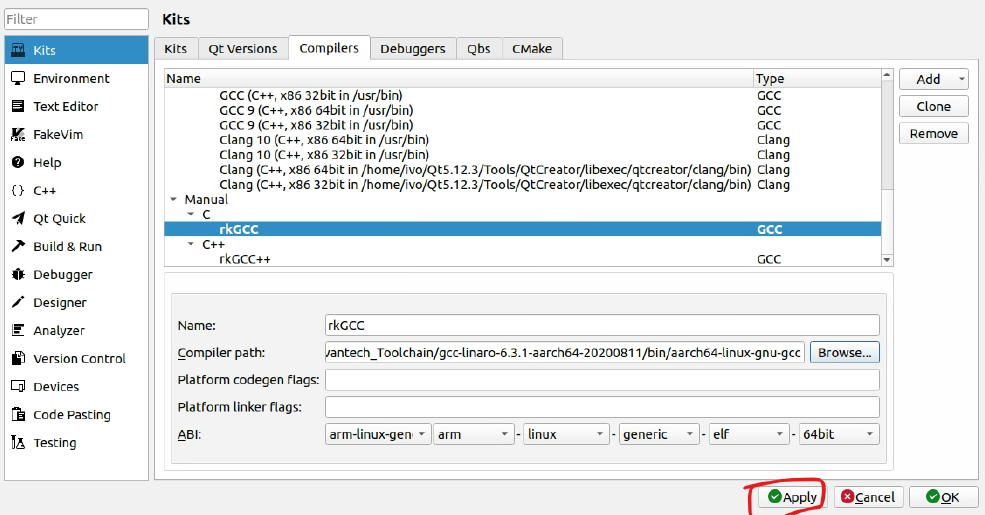 Filter
Kits
Environment
Text Editor
FakeVim
Help
{} C++
Qt Quick
Build & Run
Debugger
Designer
Analyzer
Version Control
Devices
Code Pasting
Testing
Kits
Kits Qt Versions Compilers Debuggers Qbs CMake
Name Type
GCC (C++, x86 32bit in /usr/bin) GCC
GCC 9 (C++, x86 64bit in /usr/bin) GCC
GCC 9 (C++, x86 32bit in /usr/bin) GCC
Clang 10 (C++, x86 64bit in /usr/bin) Clang
Clang 10 (C++, x86 32bit in /usr/bin) Clang
Clang (C++, x86 64bit in /home/ivo/Qt5.12.3/Tools/QtCreator/libexec/qtcreator/clang/bin) Clang
Clang (C++, x86 32bit in /home/ivo/Qt5.12.3/Tools/QtCreator/libexec/qtcreator/clang/bin) Clang
Manual
C
rkGCC GCC
C++
rkGCC++ GCC
Add
Clone
Remove
Name: rkGCC
Compiler path: vantech_Toolchain/gcc-linaro-6.3.1-aarch64-20200811/bin/aarch64-linux-gnu-gcc Browse...
Platform codegen flags:
Platform linker flags:
ABI: arm-linux-gen arm - linux - generic - elf - 64bit
Apply Cancel OK